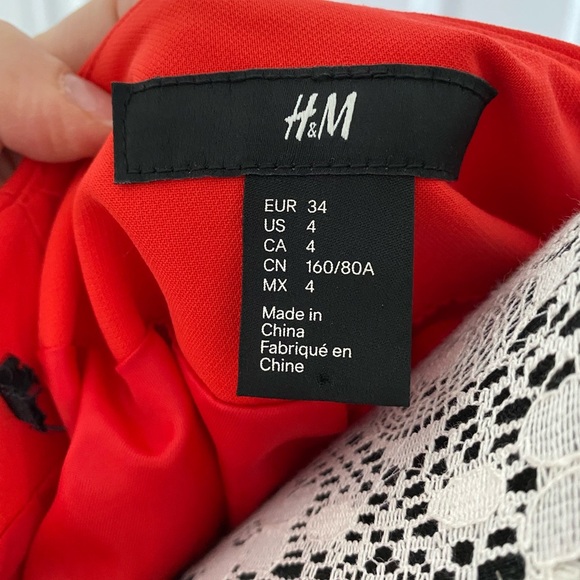 H&M
EUR 34
US 4
CA 4
CN 160/80A
MX 4
Made in
China
Fabriqué en
Chine